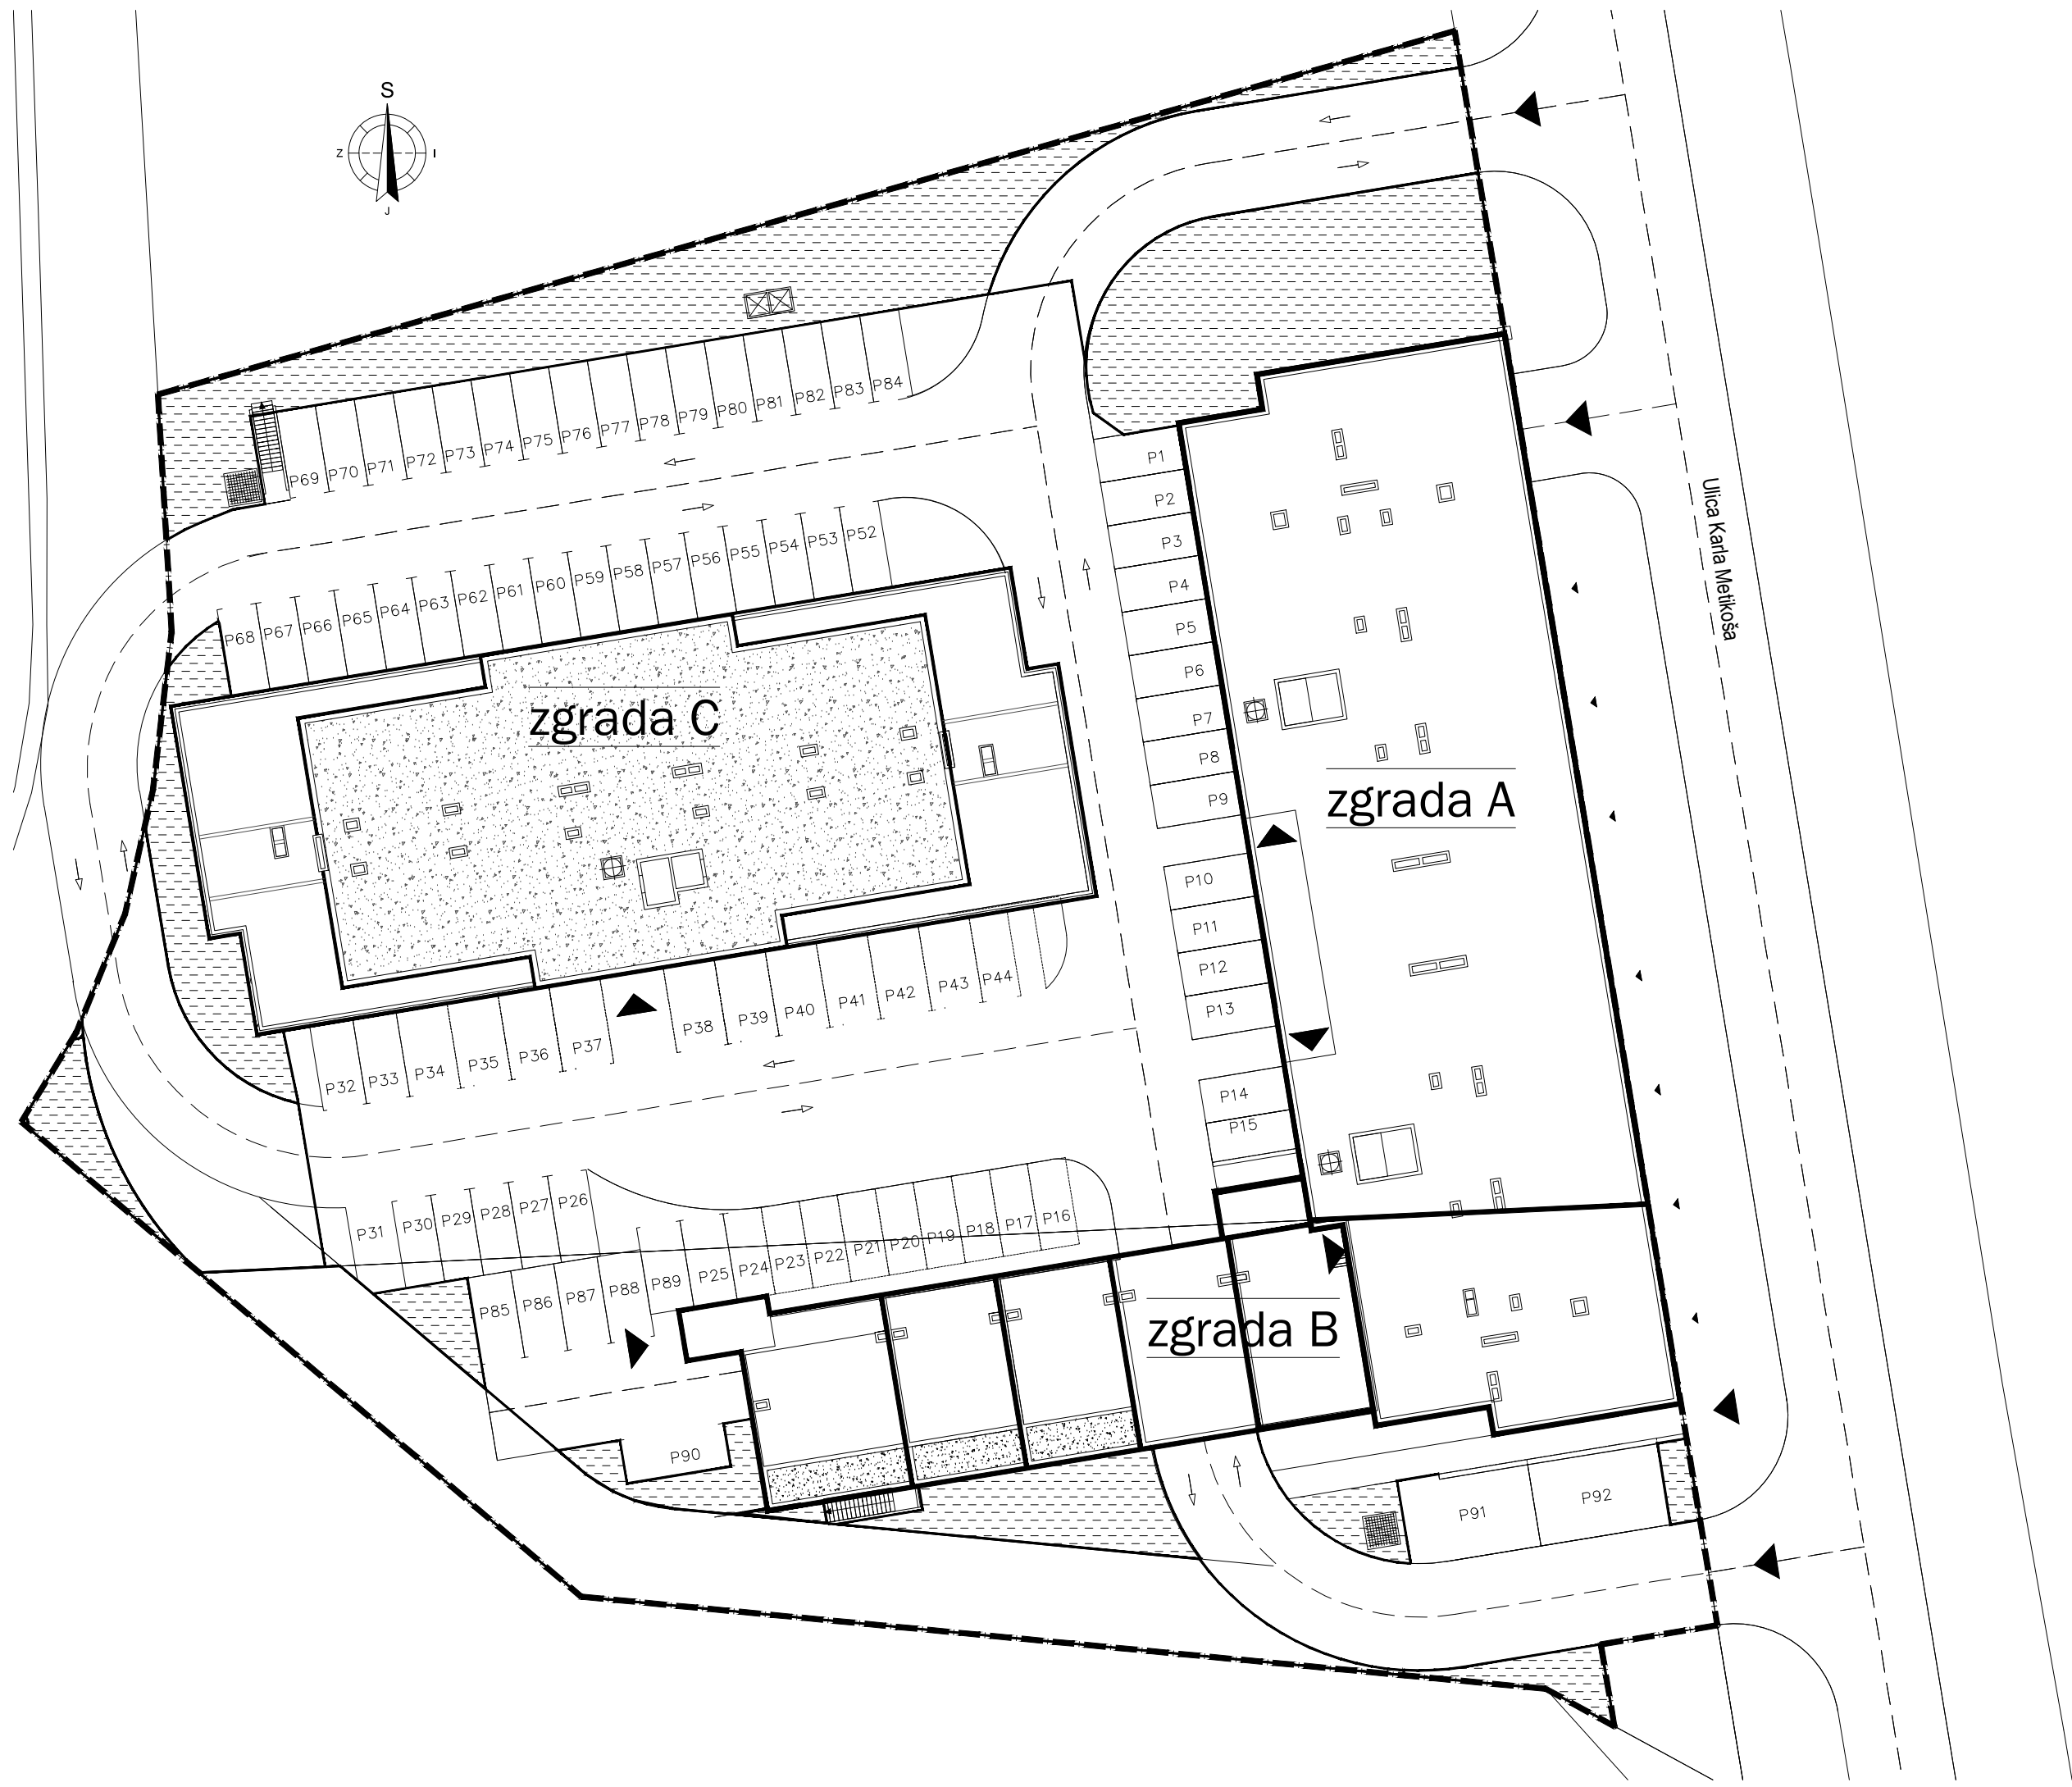 S
Z
I
J
Ulica Karla Metikoša
P69 P70 P71 P72 P73 P74 P75 P76 P77 P78 P79 P80 P81 P82 P83 P84
P68 P67 P66 P65 P64 P63 P62 P61 P60 P59 P58 P57 P56 P55 P54 P53 P52
P1
P2
P3
P4
P5
P6
P7
P8
P9
P10
P11
P12
P13
P14
P15
zgrada C
zgrada A
P32 P33 P34 P35 P36 P37 P38 P39 P40 P41 P42 P43 P44
P31 P30 P29 P28 P27 P26
P85 P86 P87 P88 P89 P25 P24 P23 P22 P21 P20 P19 P18 P17 P16
zgrada B
P90
P91 P92